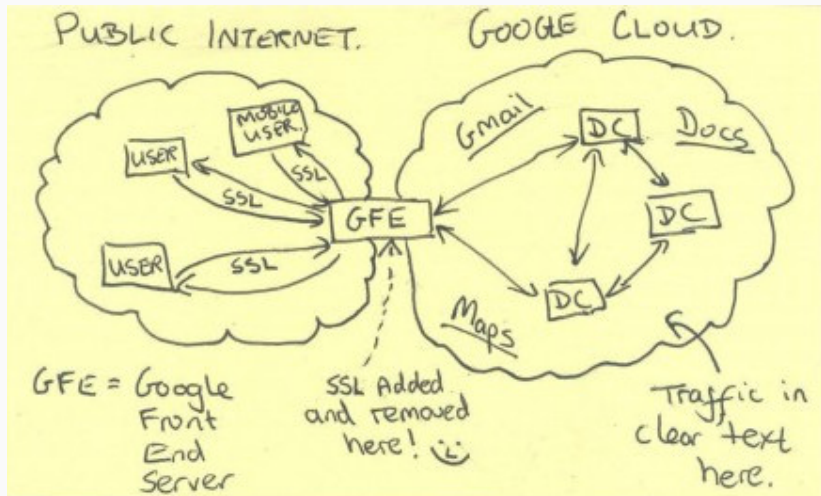 PUBLIC INTERNET.
GOOGLE CLOUD.
MOBILE
USER.
USER
SSL
SSL
USER
SSL
GFE
Gmail
DC
Docs
DC
DC
Maps
GFE = Google
Front
End
Server
SSL Added
and removed
here!
Traffic in
clear text
here.